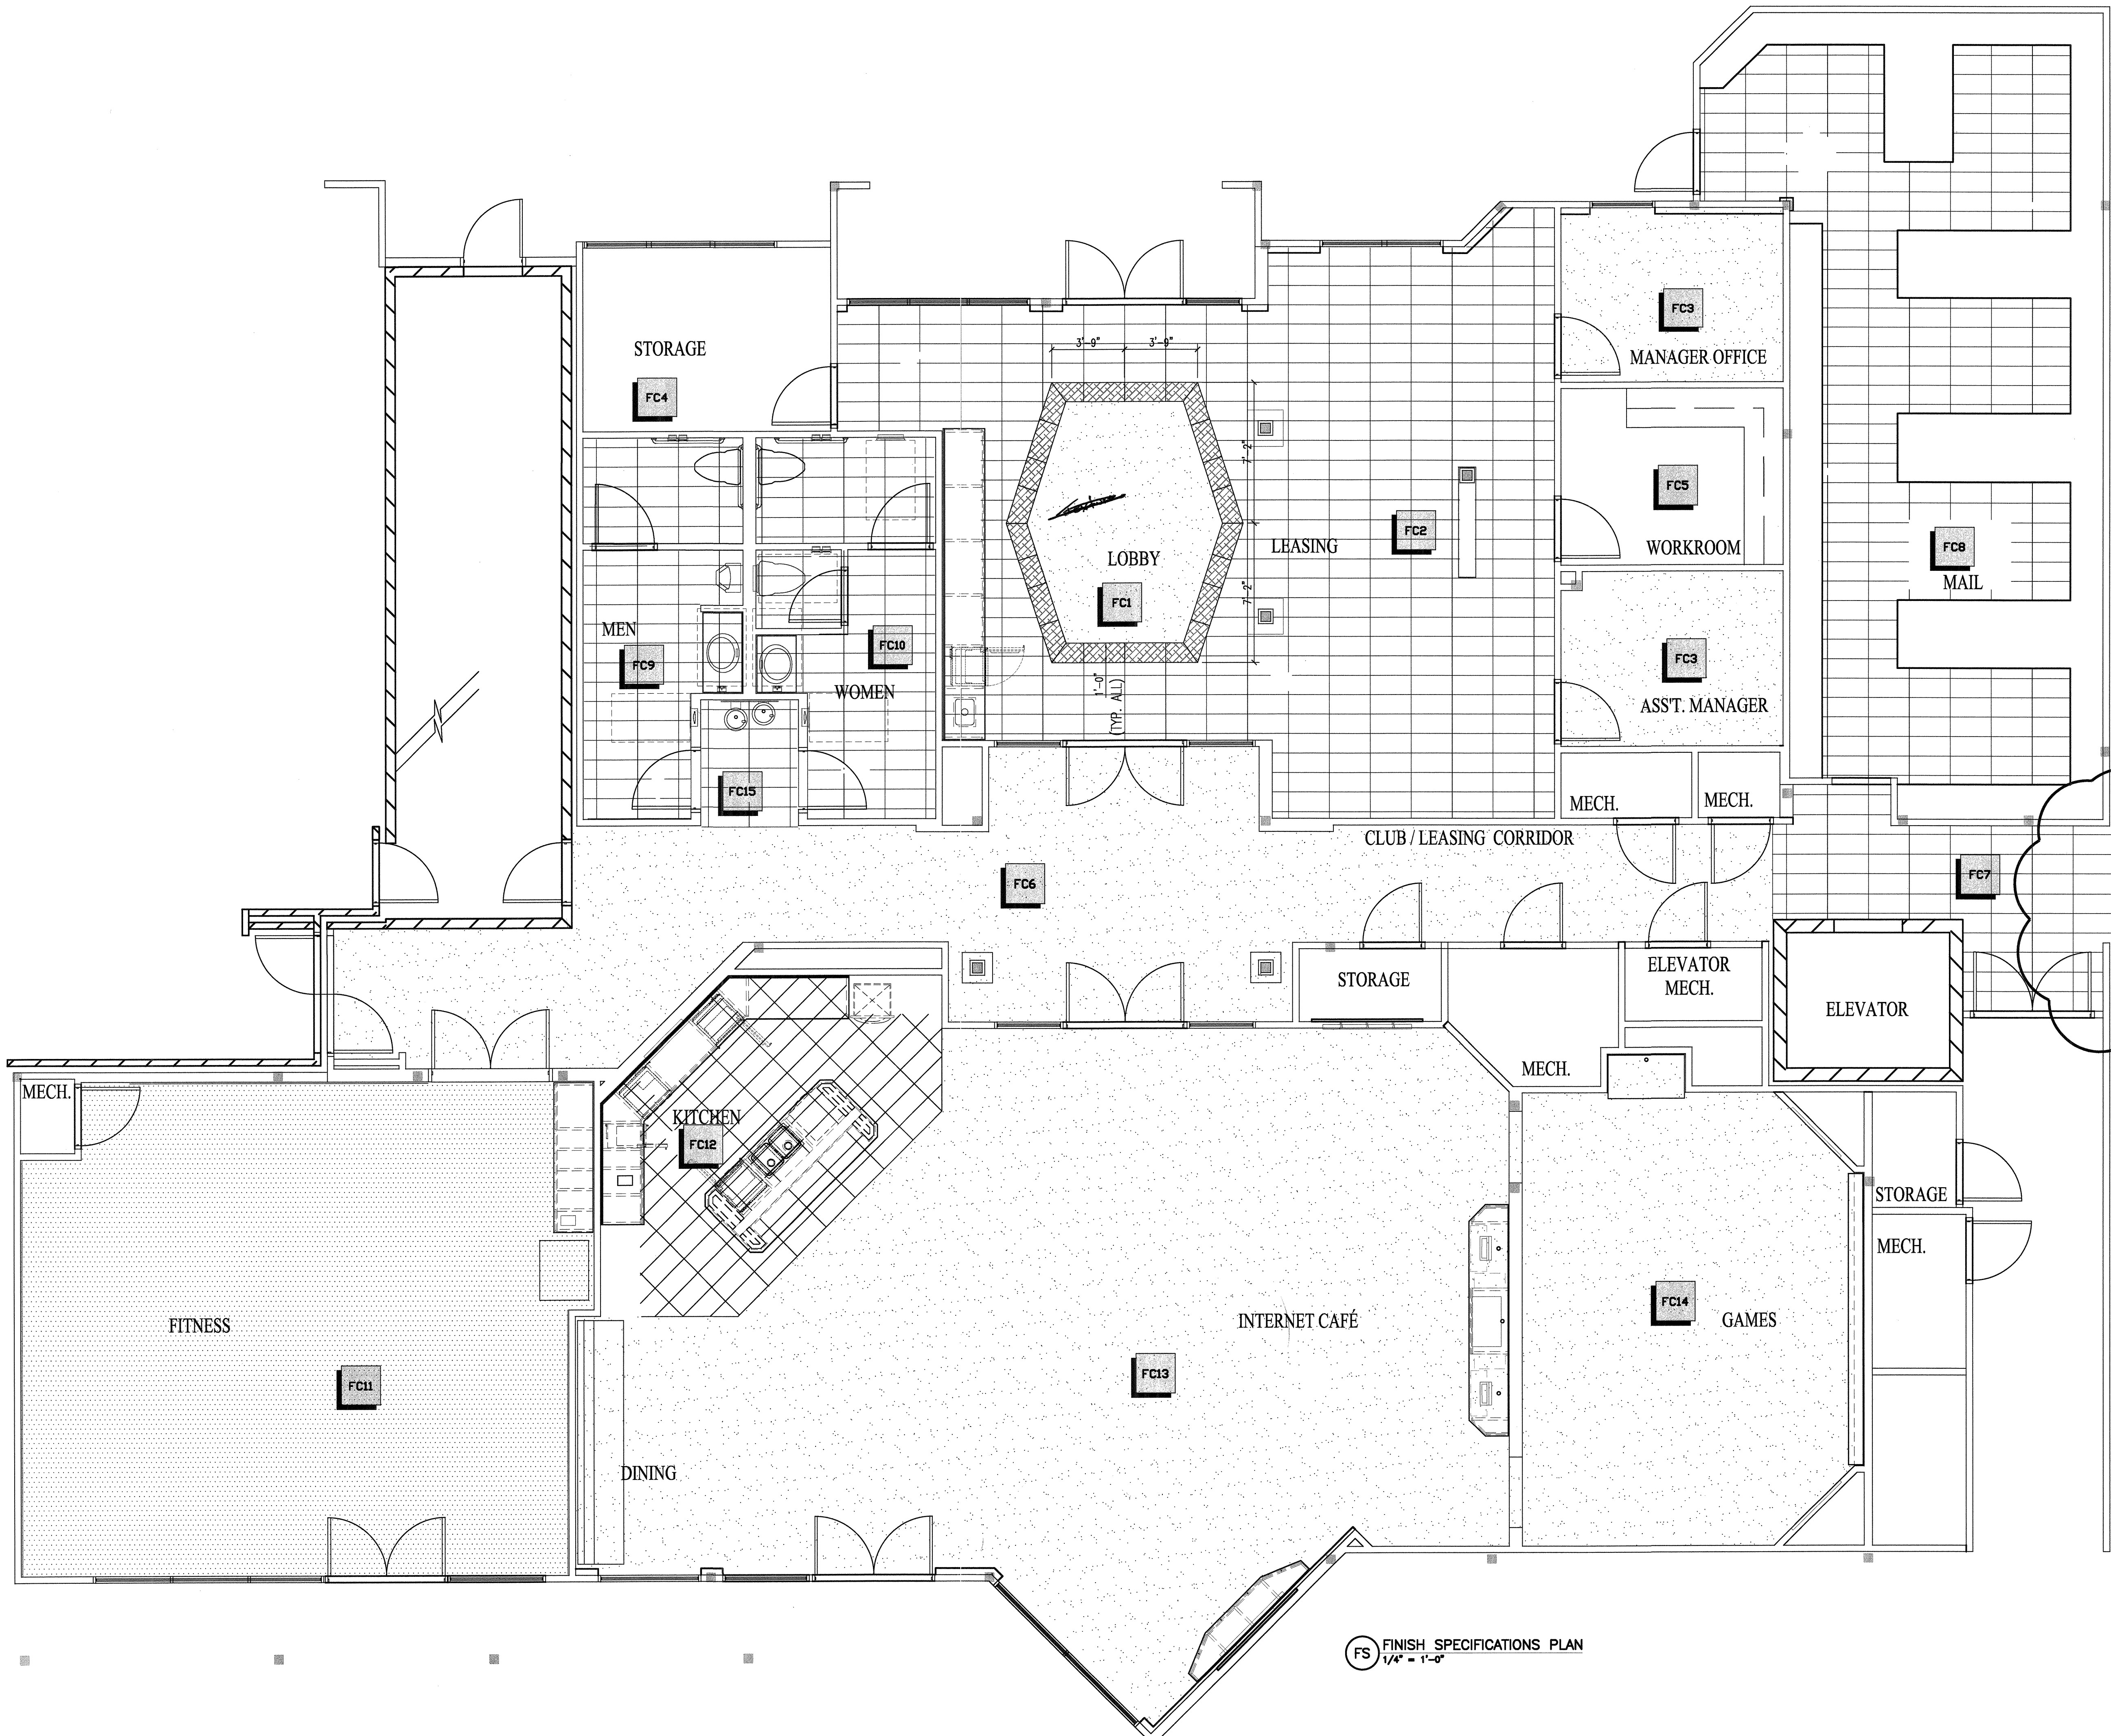 FC3
3'-9" 3'-9"
STORAGE
MANAGER OFFICE
FC4
7'-2"
FC5
FC2
LEASING
WORKROOM
FC8
MAIL
LOBBY
FC1
7'-2"
MEN
FC10
FC9
WOMEN
FC3
1'-0"
(TYP. ALL)
ASS'T. MANAGER
FC15
MECH.
MECH.
CLUB / LEASING CORRIDOR
FC6
FC7
STORAGE
ELEVATOR
MECH.
ELEVATOR
MECH.
MECH.
KITCHEN
FC12
STORAGE
MECH.
FITNESS
INTERNET CAFÉ
FC14
GAMES
FC13
FC11
DINING
FS
FINISH SPECIFICATIONS PLAN
1/4" = 1'-0"